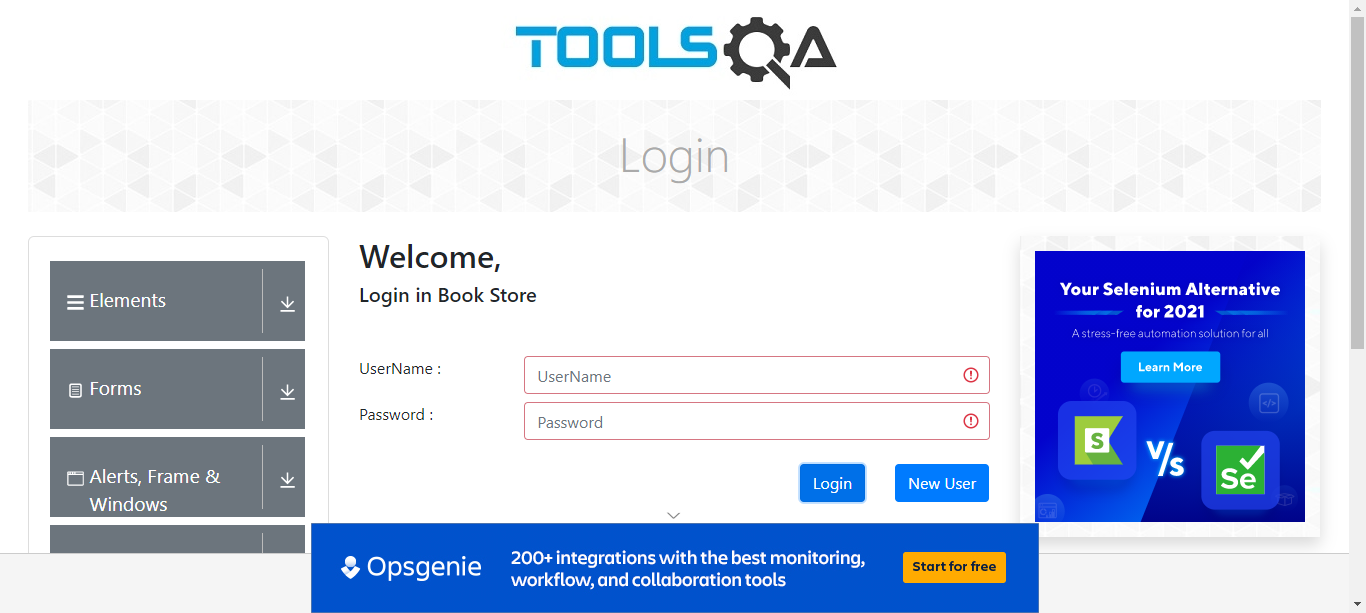 TOOLSQA
Login
Elements
Forms
Alerts, Frame &
Windows
Welcome,
Login in Book Store
UserName :
UserName
Password :
Password
Login
New User
Your Selenium Alternative
for 2021
A stress-free automation solution for all
Learn More
S
V/s
Se
Opsgenie
200+ integrations with the best monitoring,
workflow, and collaboration tools
Start for free